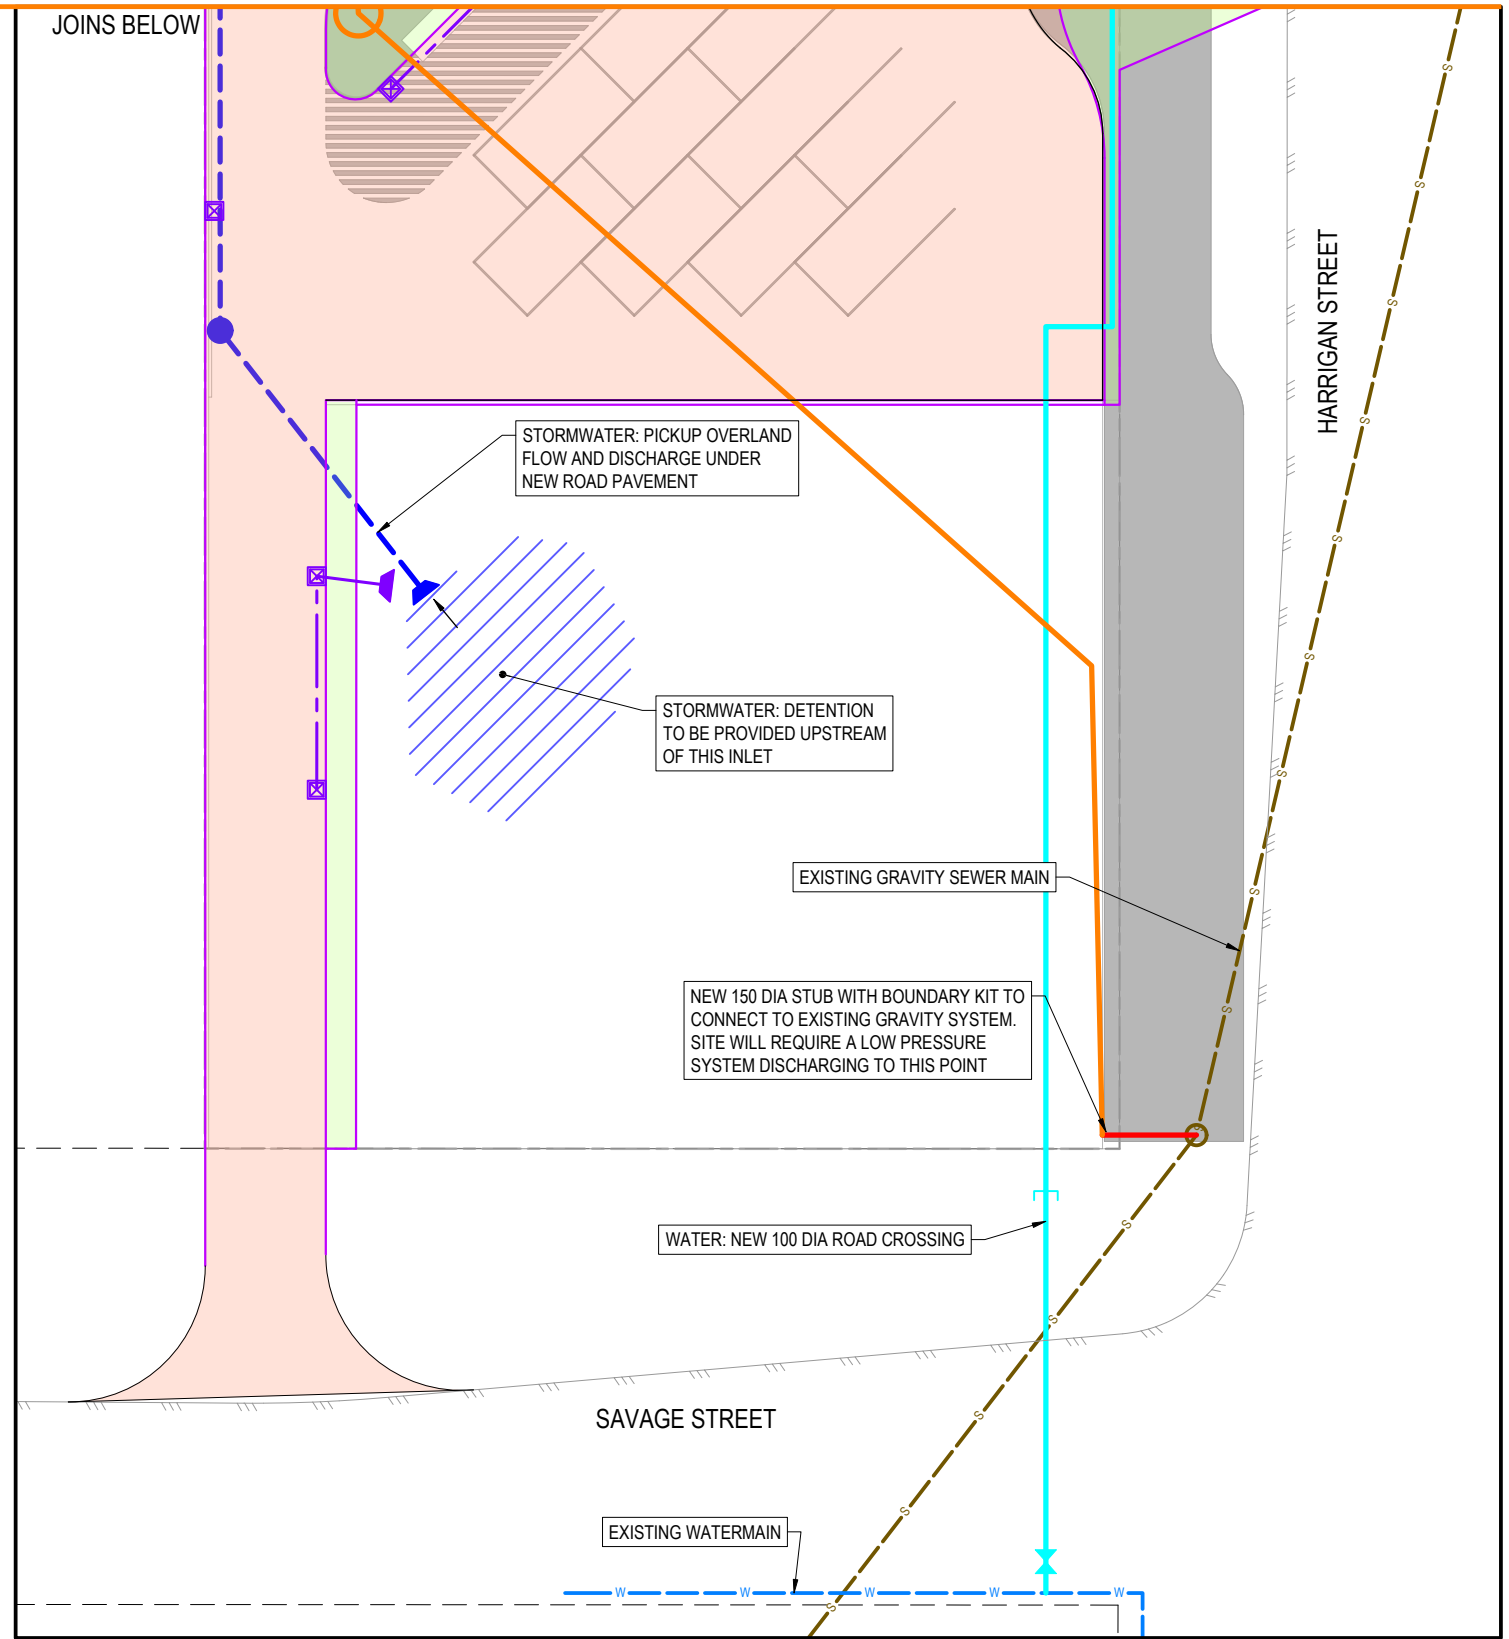 JOINS BELOW
HARRIGAN STREET
STORMWATER: PICKUP OVERLAND
FLOW AND DISCHARGE UNDER
NEW ROAD PAVEMENT
STORMWATER: DETENTION
TO BE PROVIDED UPSTREAM
OF THIS INLET
EXISTING GRAVITY SEWER MAIN
NEW 150 DIA STUB WITH BOUNDARY KIT TO
CONNECT TO EXISTING GRAVITY SYSTEM.
SITE WILL REQUIRE A LOW PRESSURE
SYSTEM DISCHARGING TO THIS POINT
WATER: NEW 100 DIA ROAD CROSSING
SAVAGE STREET
EXISTING WATERMAIN
W W W W W
S S S S S S S S S S S S S S